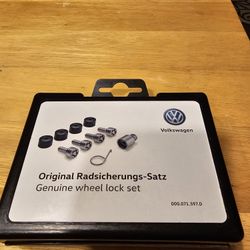 Volkswagen
Original Radsicherungs-Satz
Genuine wheel lock set
000.071.597.D